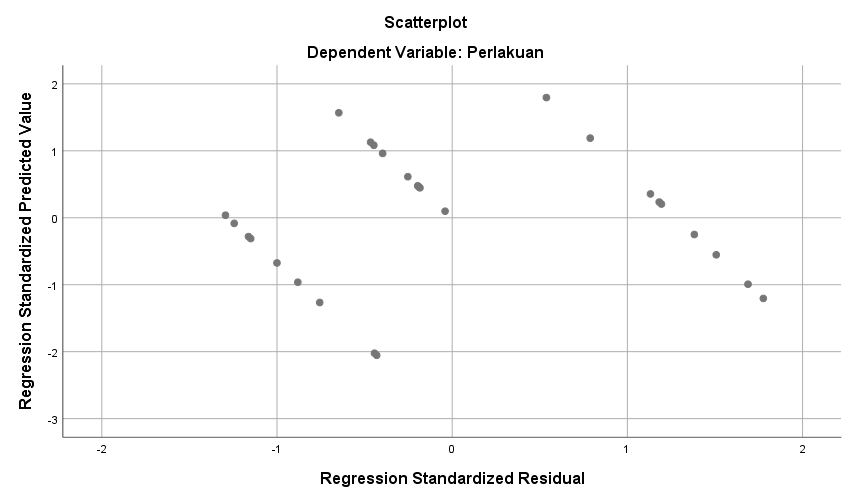 Scatterplot
Dependent Variable: Perlakuan
Regression Standardized Predicted Value
2
1
0
-1
-2
-3
-2
-1
0
1
2
Regression Standardized Residual